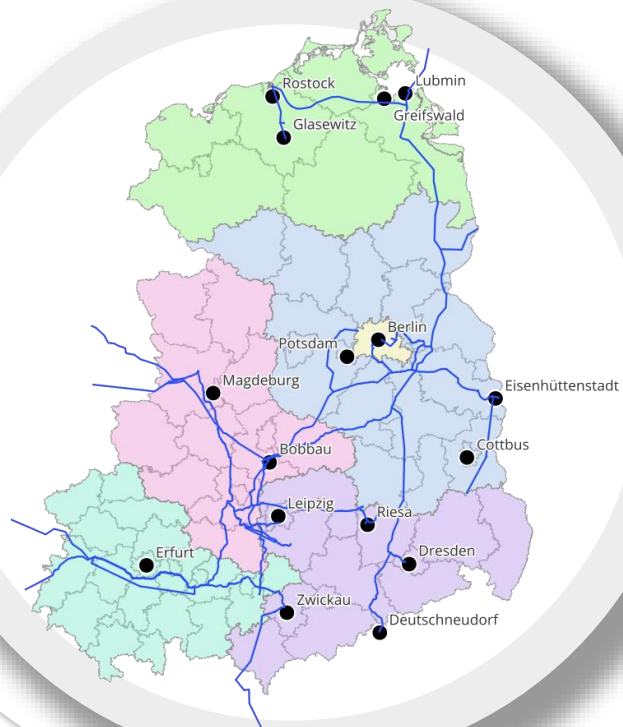 Rostock
Lubmin
Greifswald
Glasewitz
Berlin
Potsdam
Magdeburg
Eisenhüttenstadt
Cottbus
Bobbau
Leipzig
Riesa
Erfurt
Dresden
Zwickau
Deutschneudorf